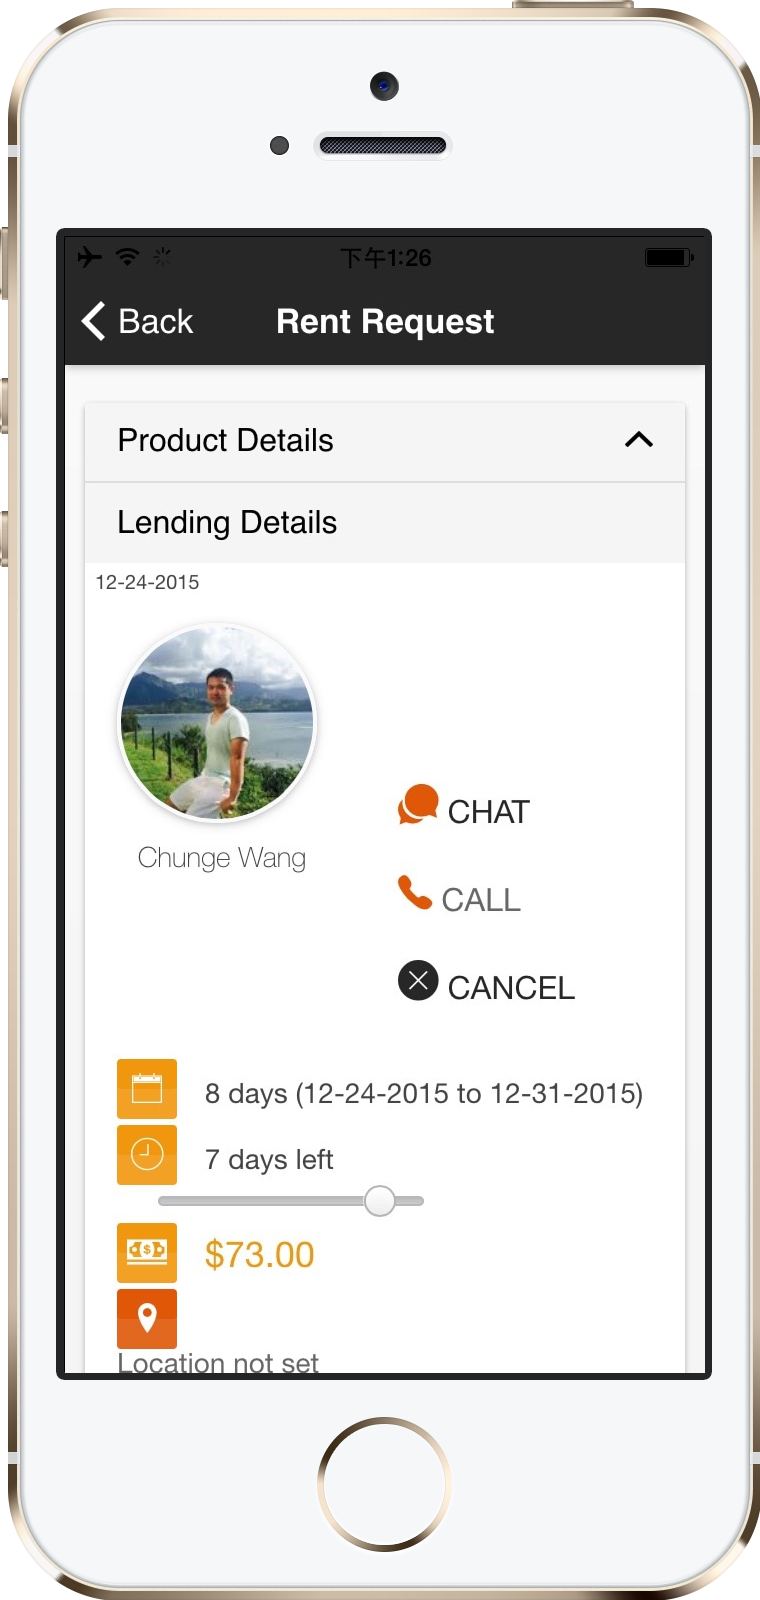 下午1:26
Back
Rent Request
Product Details
Lending Details
12-24-2015
Chunge Wang
CHAT
CALL
CANCEL
8 days (12-24-2015 to 12-31-2015)
7 days left
$73.00
Location not set